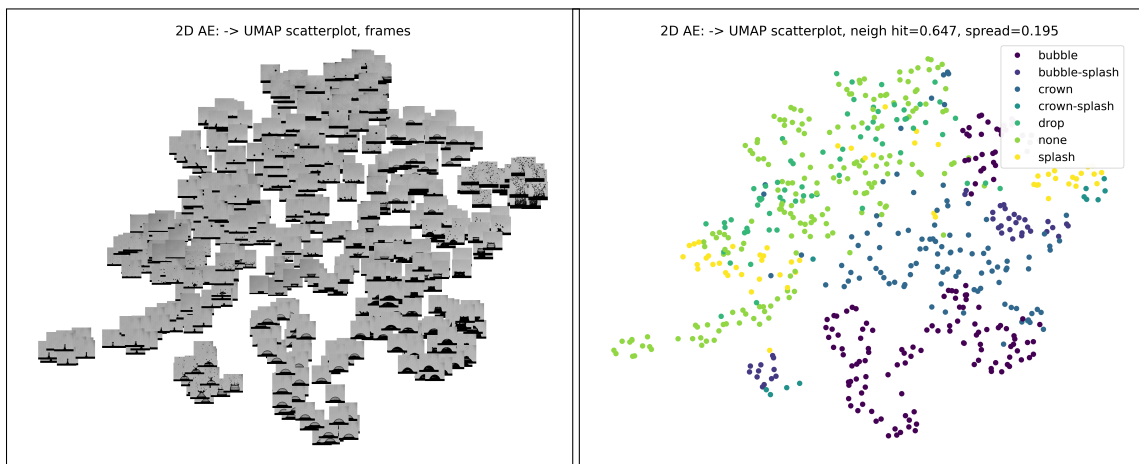 2D AE: -> UMAP scatterplot, frames
2D AE: -> UMAP scatterplot, neigh hit=0.647, spread=0.195
bubble
bubble-splash
crown
crown-splash
drop
none
splash